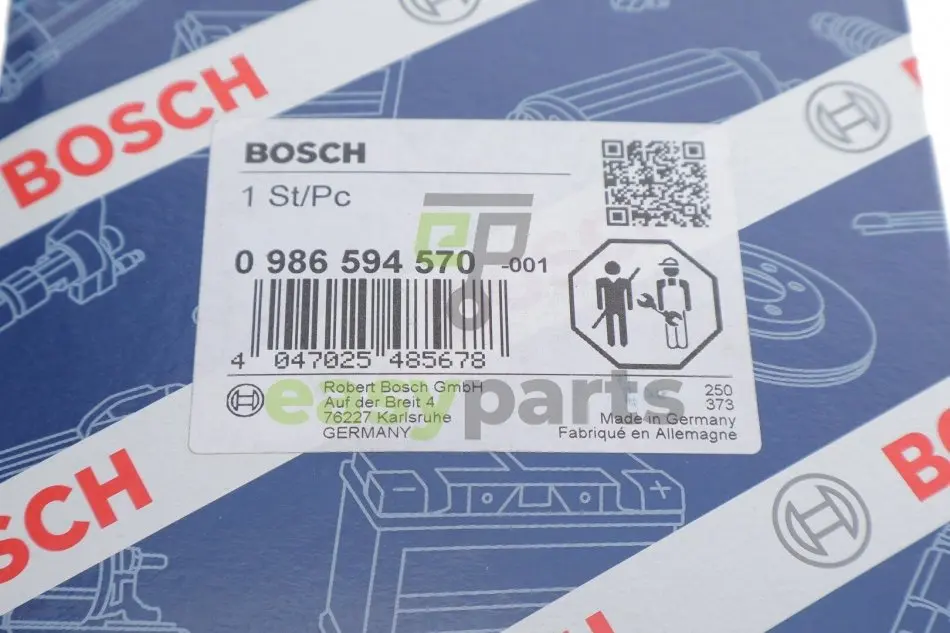 BOSCH
BOSCH
1 St/Pc
ep
0 986 594 570 -001
4 047025 485678
easyparts
Robert Bosch GmbH
Auf der Breit 4
76227 Karlsruhe
GERMANY
250
373
Made in Germany
Fabriqué en Allemagne
BOSCH